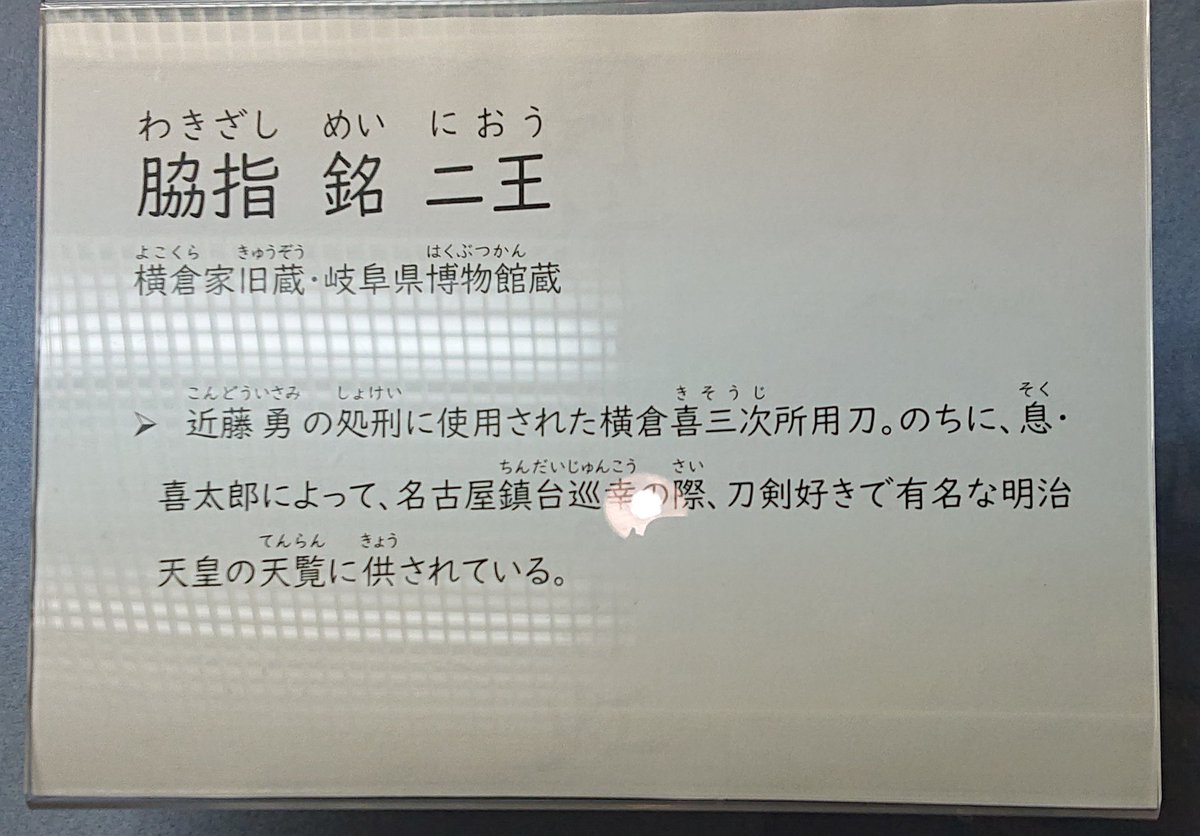 わきざし めい におう
脇指 銘 二王
よこくら きゅうぞう はくぶつかん
横倉家旧蔵・岐阜県博物館蔵
こんどういさみ しょけい きそうじ そく
➤ 近藤勇の処刑に使用された横倉喜三次所用刀。のちに、息・
ちんだいじゅんこう さい
喜太郎によって、名古屋鎮台巡幸の際、刀剣好きで有名な明治
てんらん きょう
天皇の天覧に供されている。